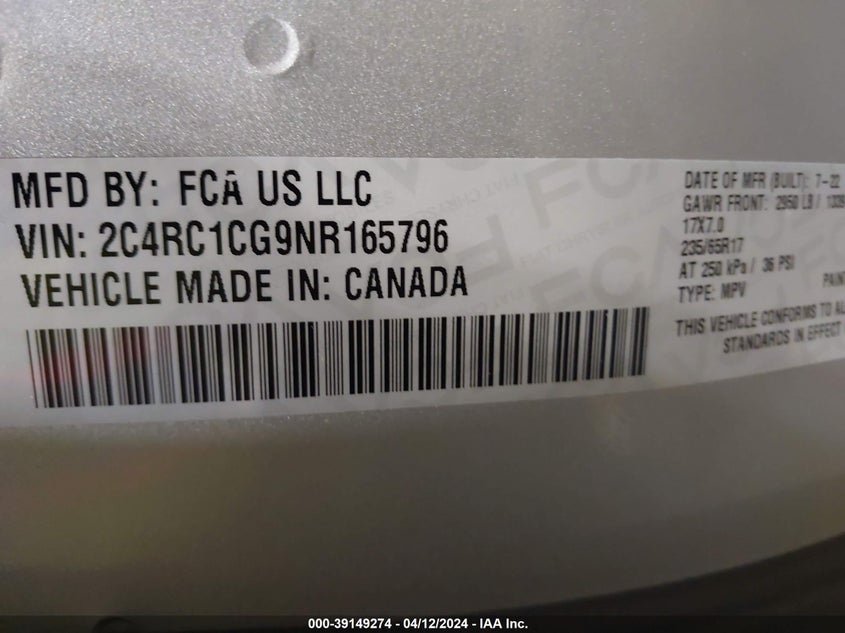 MFD BY: FCA US LLC
VIN: 2C4RC1CG9NR165796
VEHICLE MADE IN: CANADA
DATE OF MFR (BUILT): 7-22
GAWR FRONT: 2950 LB /
17X7.0
235/65R17
AT 250 kPa / 36 PSI
TYPE: MPV
THIS VEHICLE CONFORMS TO
STANDARDS IN EFFECT
000-39149274 - 04/12/2024 - IAA Inc.